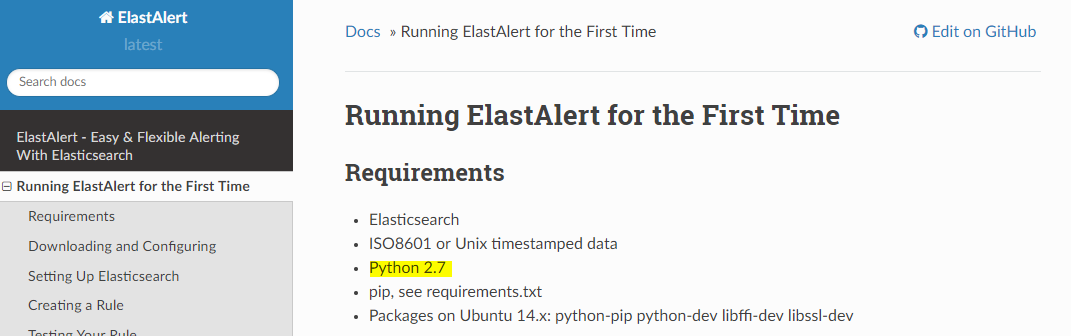 ElastAlert
latest
Search docs
ElastAlert - Easy & Flexible Alerting
With Elasticsearch
Running ElastAlert for the First Time
Requirements
Downloading and Configuring
Setting Up Elasticsearch
Creating a Rule
Testing Your Rule
Docs » Running ElastAlert for the First Time
Edit on GitHub
Running ElastAlert for the First Time
Requirements
• Elasticsearch
• ISO8601 or Unix timestamped data
• Python 2.7
• pip, see requirements.txt
• Packages on Ubuntu 14.x: python-pip python-dev libffi-dev libssl-dev